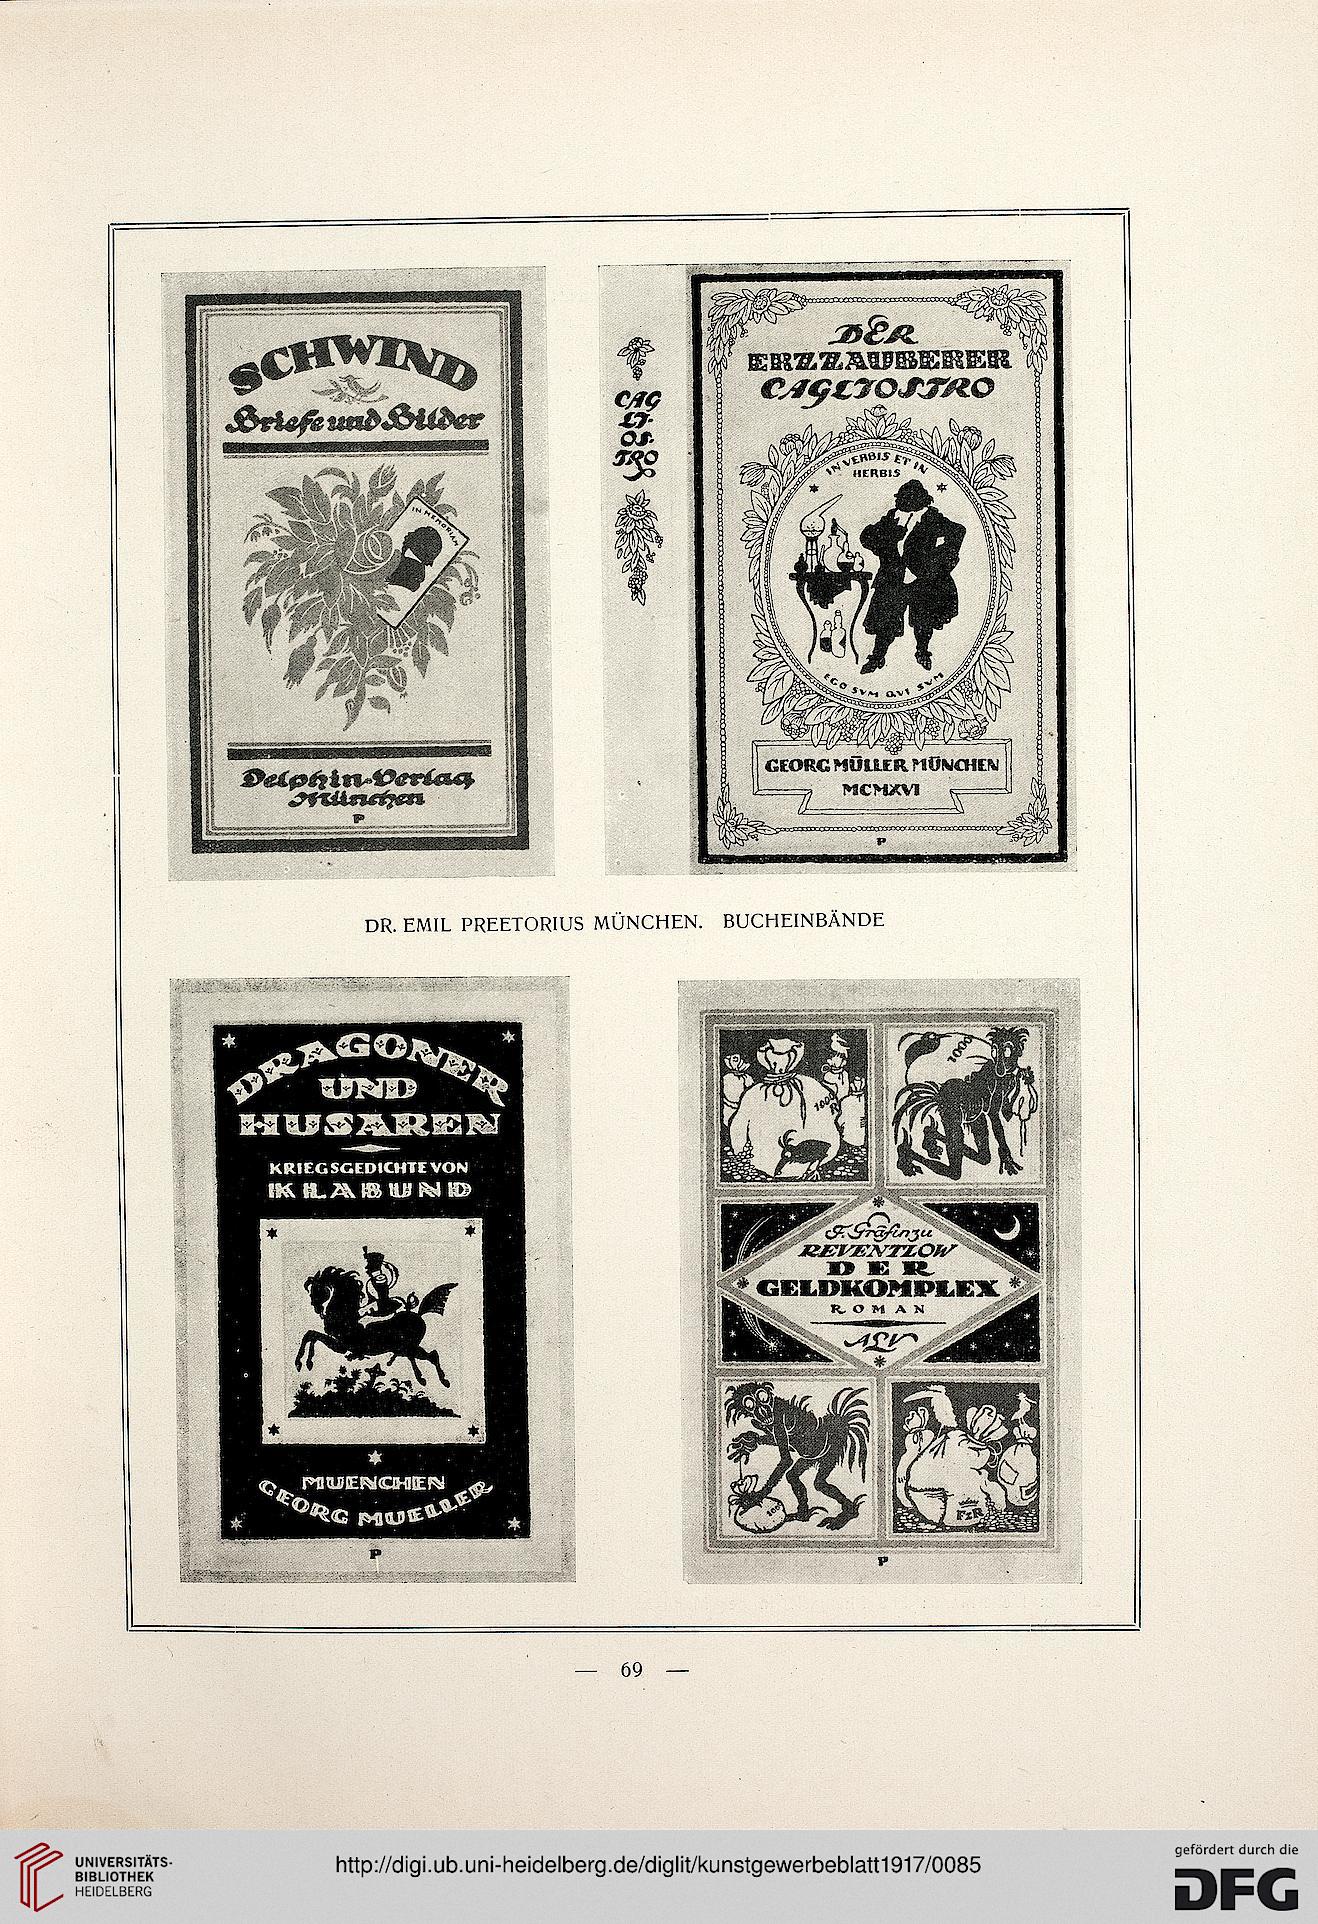 SCHWIND
Briefe und Bilder
IN MEMORIAM
Delphin-Verlag
München
P
CAG
LI-
OS-
TRO
DER
ERZZAUBERER
CAGLIOSTRO
IN VERBIS ET IN
HERBIS
EGO SVM QVI SVM
GEORG MÜLLER MÜNCHEN
MCMXVI
P
DR. EMIL PREETORIUS MÜNCHEN. BUCHEINBÄNDE
DRAGONER
UND
HUSAREN
KRIEGSGEDICHTE VON
KLABUND
MUENCHEN
GEORG MUELLER
P
1000
R
1000
F. Gräfin zu
REVENTLOW
DER
GELDKOMPLEX
ROMAN
FzR
P
— 69 —
UNIVERSITÄTS-
BIBLIOTHEK
HEIDELBERG
http://digi.ub.uni-heidelberg.de/diglit/kunstgewerbeblatt1917/0085
gefördert durch die
DFG